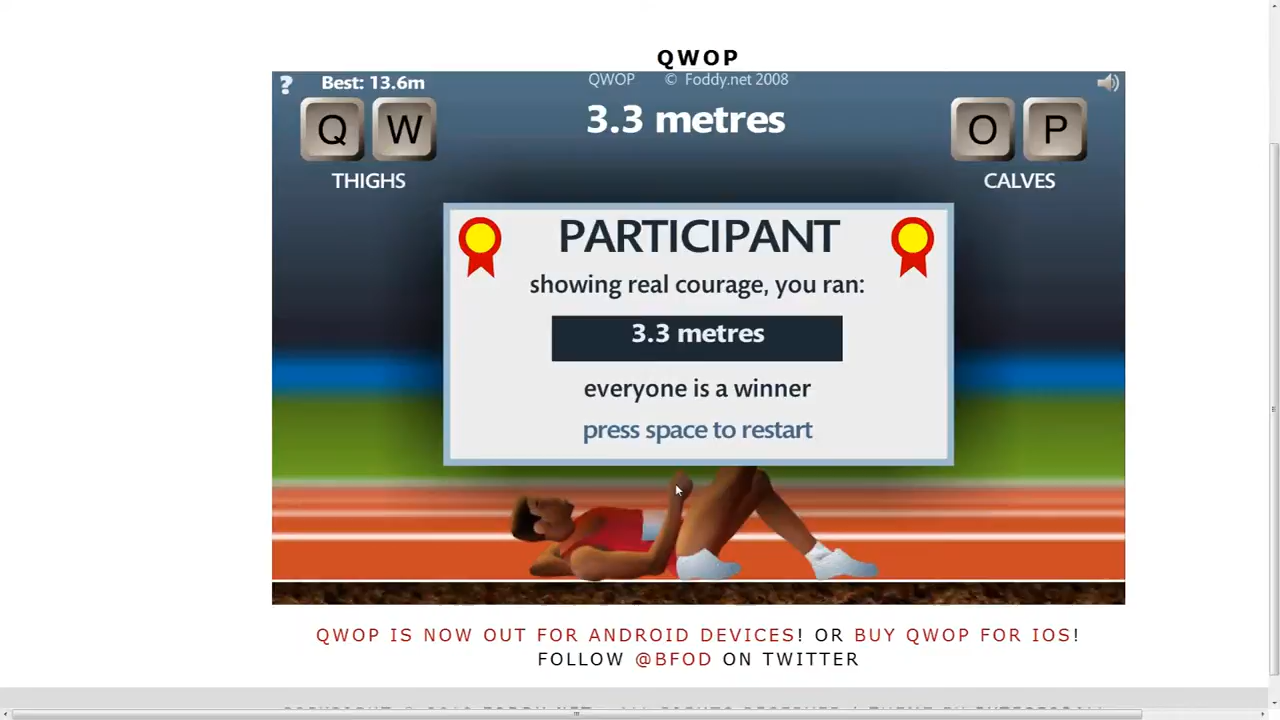 QWOP
? Best: 13.6m QWOP © Foddy.net 2008
3.3 metres
Q W O P
THIGHS CALVES
PARTICIPANT
showing real courage, you ran:
3.3 metres
everyone is a winner
press space to restart
QWOP IS NOW OUT FOR ANDROID DEVICES! OR BUY QWOP FOR IOS!
FOLLOW @BFOD ON TWITTER